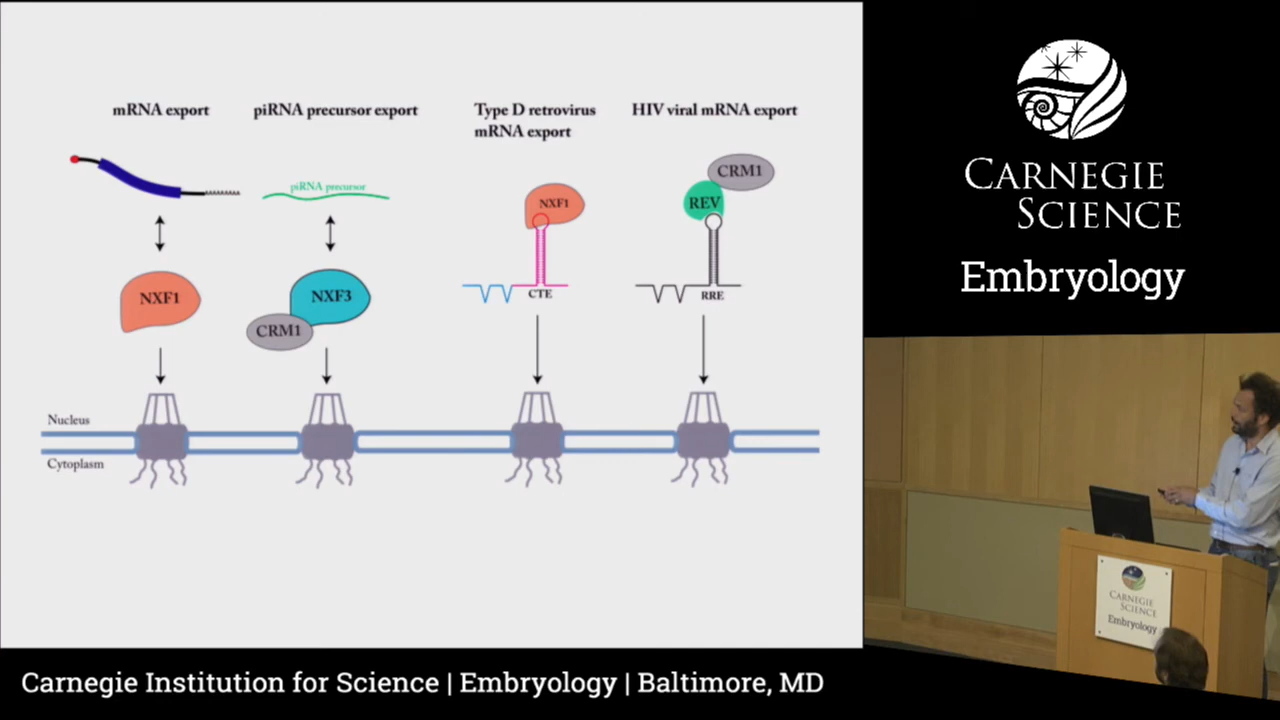 mRNA export
piRNA precursor export
Type D retrovirus
mRNA export
HIV viral mRNA export
piRNA precursor
NXF1
CRM1
REV
NXF1
NXF3
CRM1
CTE
RRE
Nucleus
Cytoplasm
CARNEGIE
SCIENCE
Embryology
CARNEGIE
SCIENCE
Embryology
Carnegie Institution for Science | Embryology | Baltimore, MD